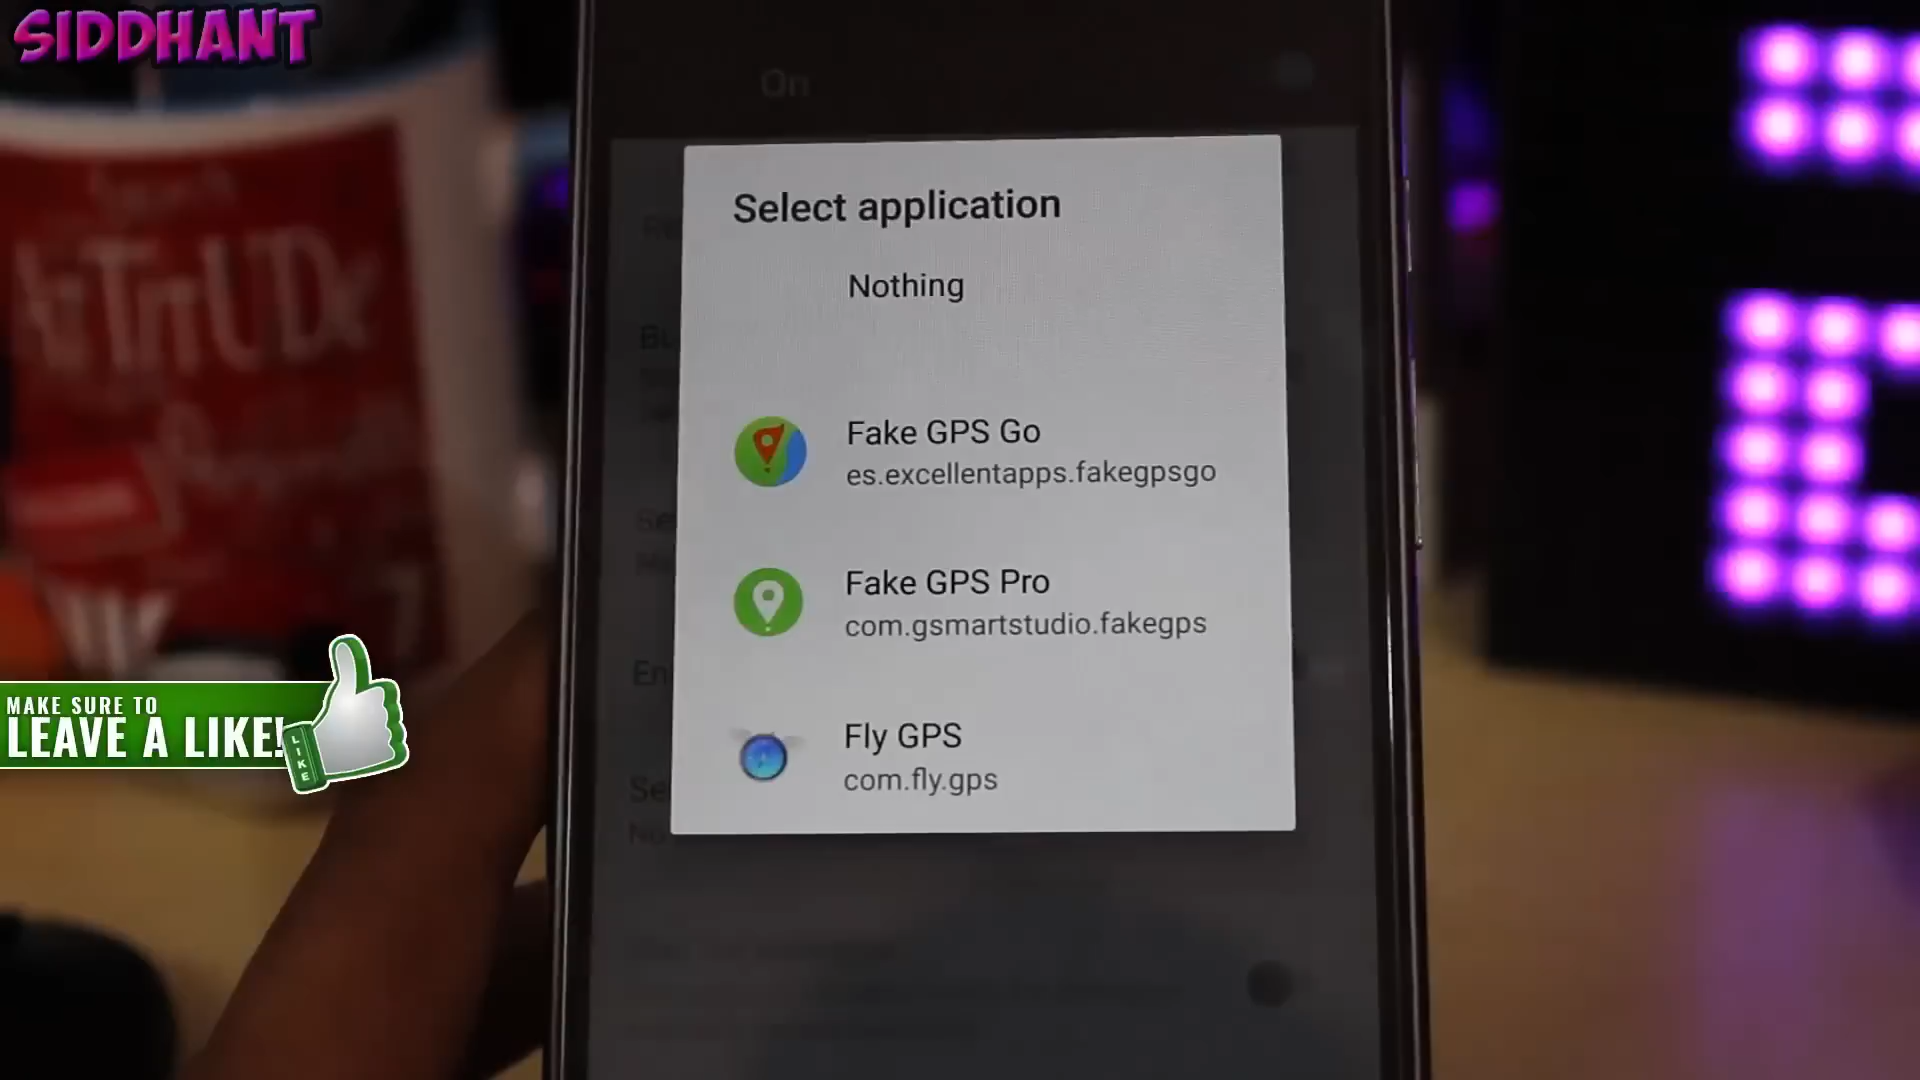 SIDDHANT
On
Select application
Nothing
Fake GPS Go
es.excellentapps.fakegpsgo
Fake GPS Pro
com.gsmartstudio.fakegps
Fly GPS
com.fly.gps
MAKE SURE TO
LEAVE A LIKE!
LIKE